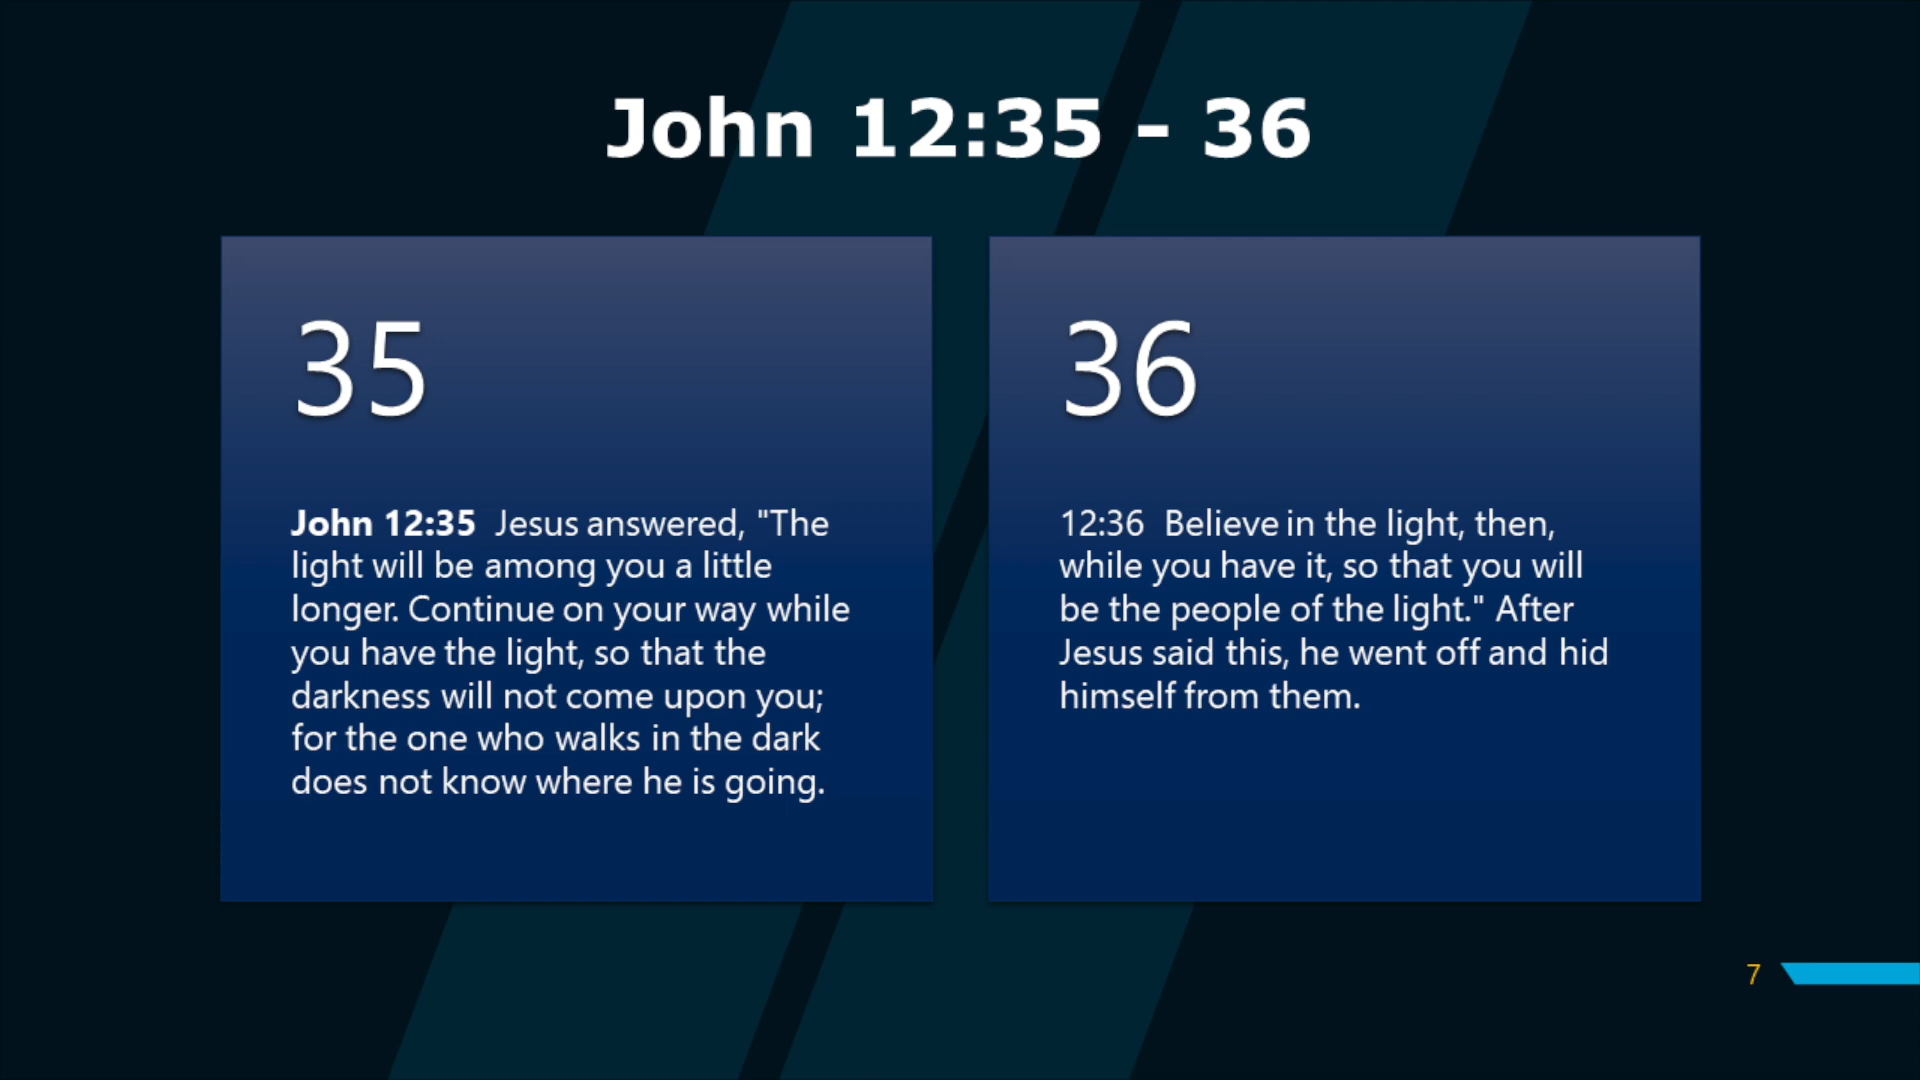 John 12:35 - 36
35
John 12:35 Jesus answered, "The
light will be among you a little
longer. Continue on your way while
you have the light, so that the
darkness will not come upon you;
for the one who walks in the dark
does not know where he is going.
36
12:36 Believe in the light, then,
while you have it, so that you will
be the people of the light." After
Jesus said this, he went off and hid
himself from them.
7